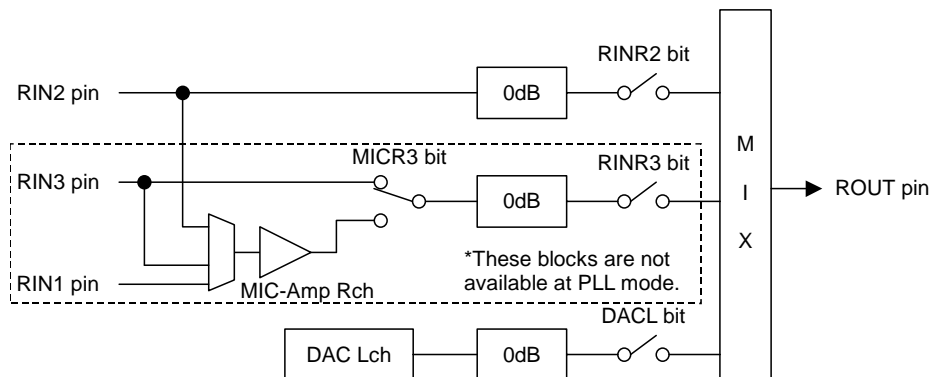 RINR2 bit
RIN2 pin
0dB
MICR3 bit
RINR3 bit
RIN3 pin
0dB
M
I
X
ROUT pin
*These blocks are not
available at PLL mode.
RIN1 pin
MIC-Amp Rch
DACL bit
DAC Lch
0dB